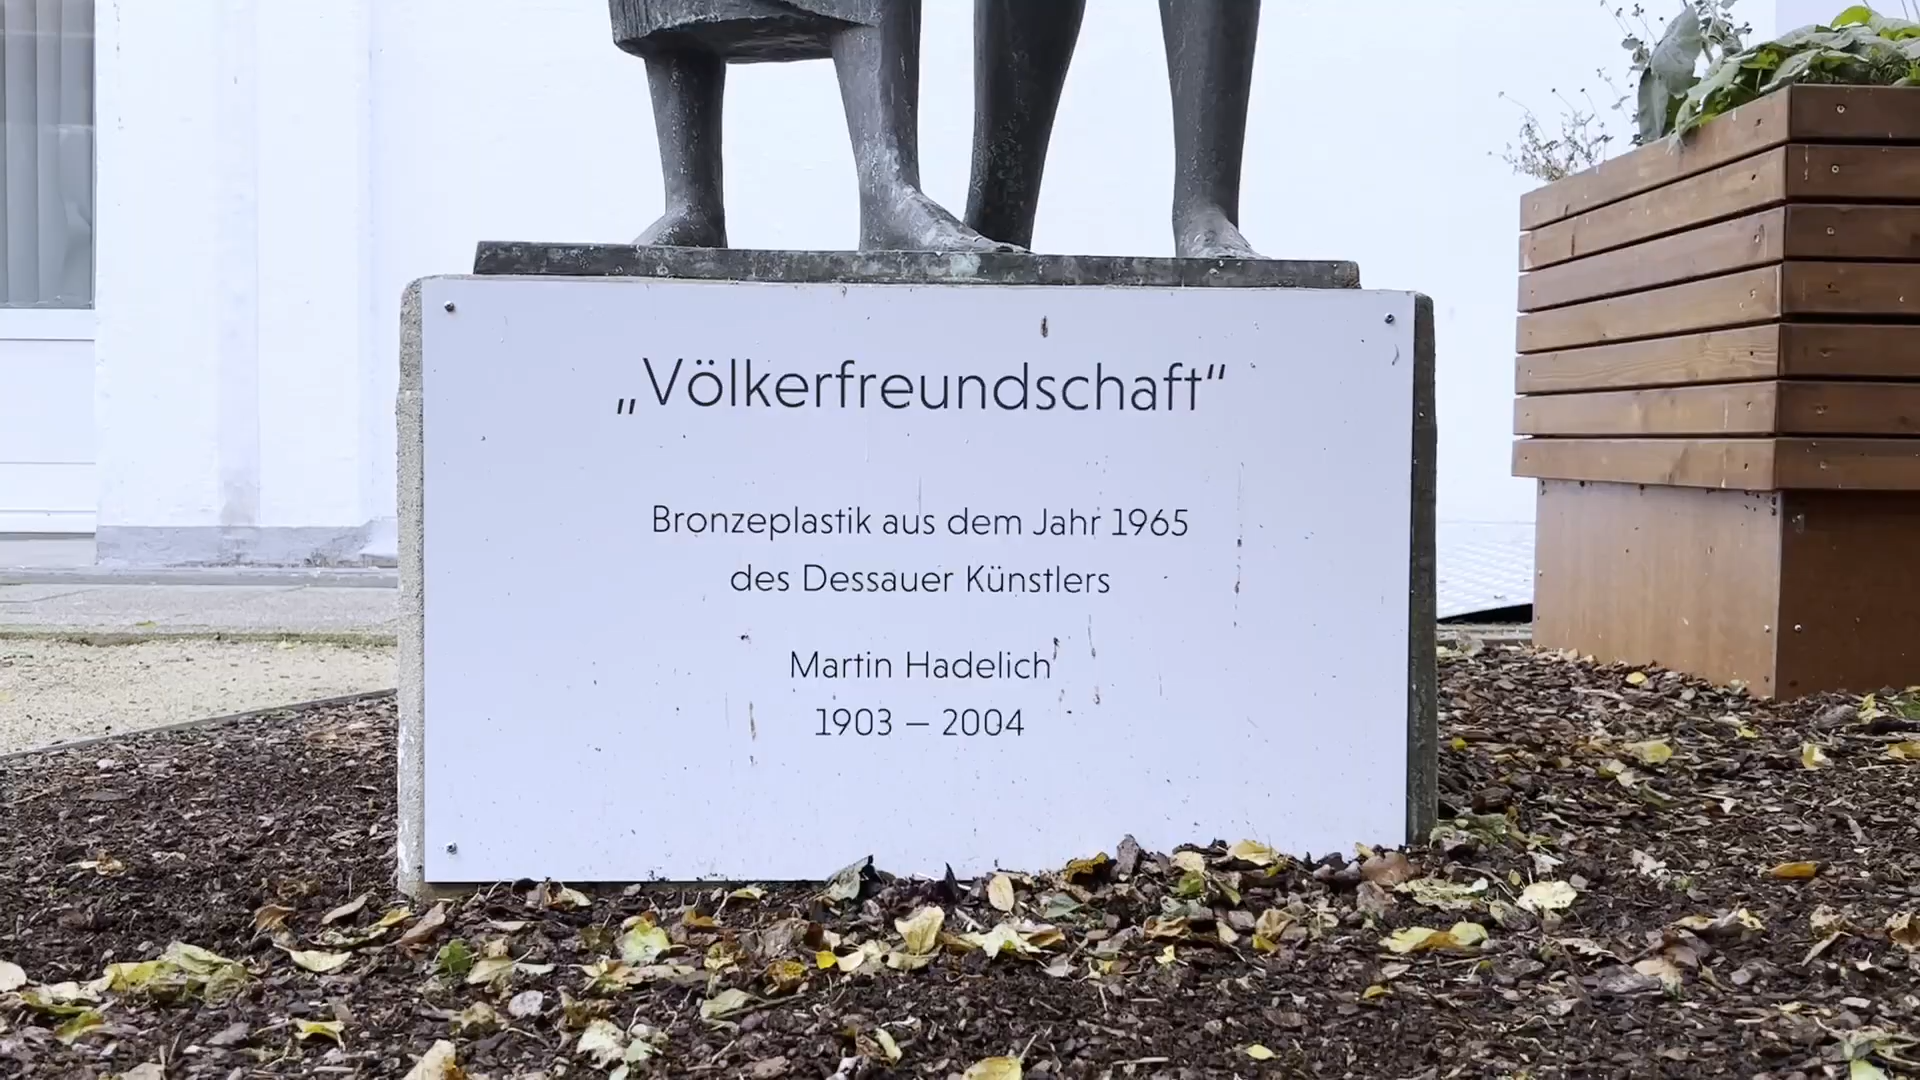 „Völkerfreundschaft“
Bronzeplastik aus dem Jahr 1965
des Dessauer Künstlers
Martin Hadelich
1903 – 2004